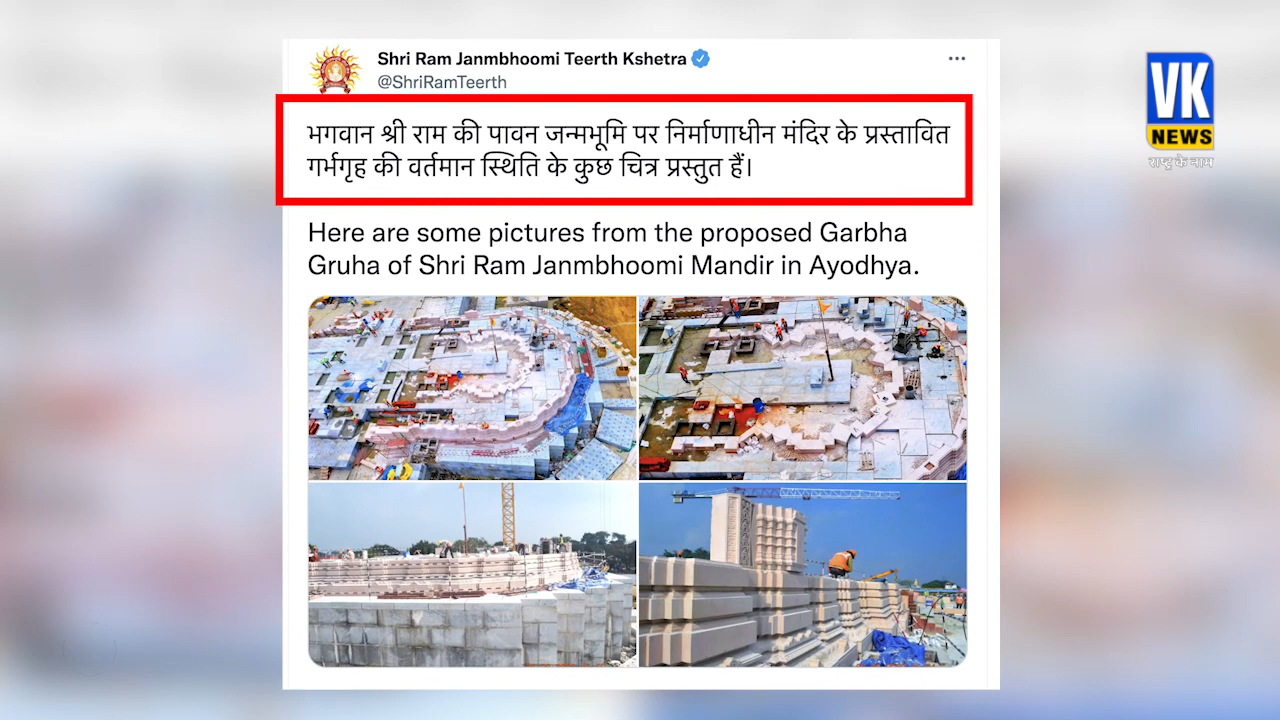 Shri Ram Janmbhoomi Teerth Kshetra
@ShriRamTeerth
भगवान श्री राम की पावन जन्मभूमि पर निर्माणाधीन मंदिर के प्रस्तावित
गर्भगृह की वर्तमान स्थिति के कुछ चित्र प्रस्तुत हैं।
Here are some pictures from the proposed Garbha
Gruha of Shri Ram Janmbhoomi Mandir in Ayodhya.
VK
NEWS
राष्ट्र के नाम